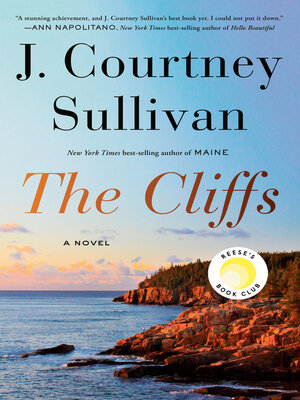 "A stunning achievement, and J. Courtney Sullivan's best book yet. I could not put it down."
—ANN NAPOLITANO, New York Times best-selling author of Hello Beautiful
J. Courtney
Sullivan
New York Times best-selling author of MAINE
The Cliffs
A NOVEL
REESE'S
BOOK CLUB